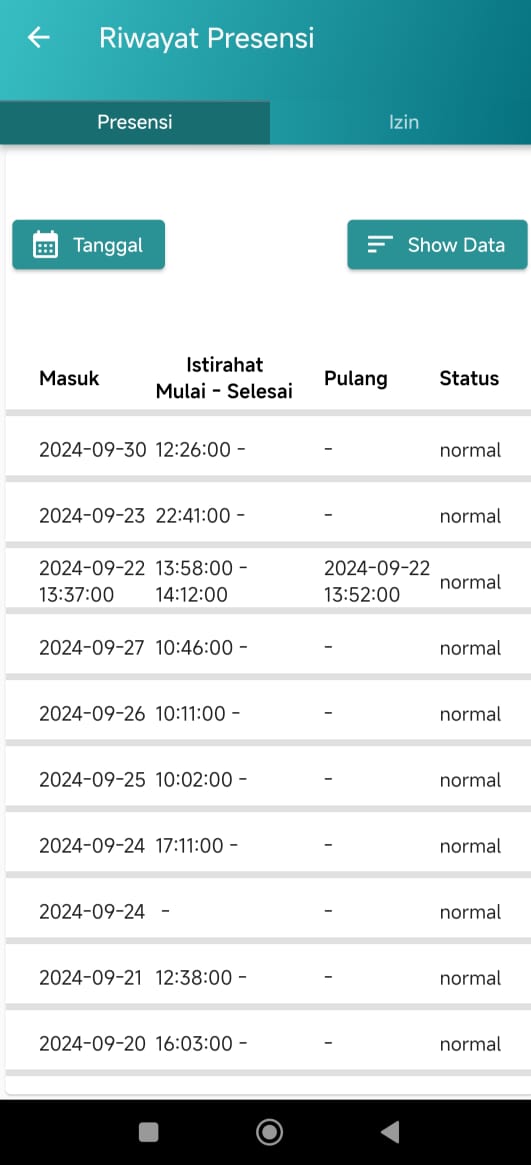 Riwayat Presensi
Presensi Izin
Tanggal Show Data
Masuk Istirahat Mulai - Selesai Pulang Status
2024-09-30 12:26:00 - - normal
2024-09-23 22:41:00 - - normal
2024-09-22 13:58:00 - 2024-09-22 normal
13:37:00 14:12:00 13:52:00
2024-09-27 10:46:00 - - normal
2024-09-26 10:11:00 - - normal
2024-09-25 10:02:00 - - normal
2024-09-24 17:11:00 - - normal
2024-09-24 - - normal
2024-09-21 12:38:00 - - normal
2024-09-20 16:03:00 - - normal